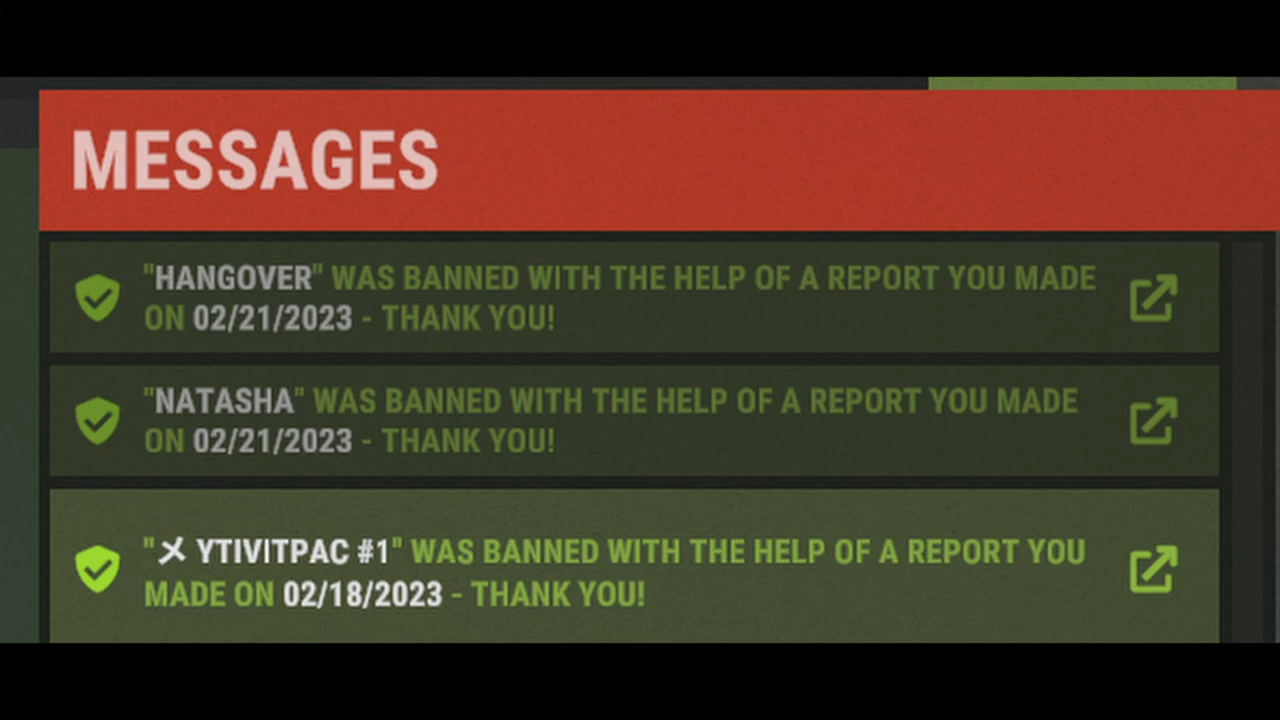 MESSAGES
"HANGOVER" WAS BANNED WITH THE HELP OF A REPORT YOU MADE
ON 02/21/2023 - THANK YOU!
"NATASHA" WAS BANNED WITH THE HELP OF A REPORT YOU MADE
ON 02/21/2023 - THANK YOU!
"メ YTIVITPAC #1" WAS BANNED WITH THE HELP OF A REPORT YOU
MADE ON 02/18/2023 - THANK YOU!